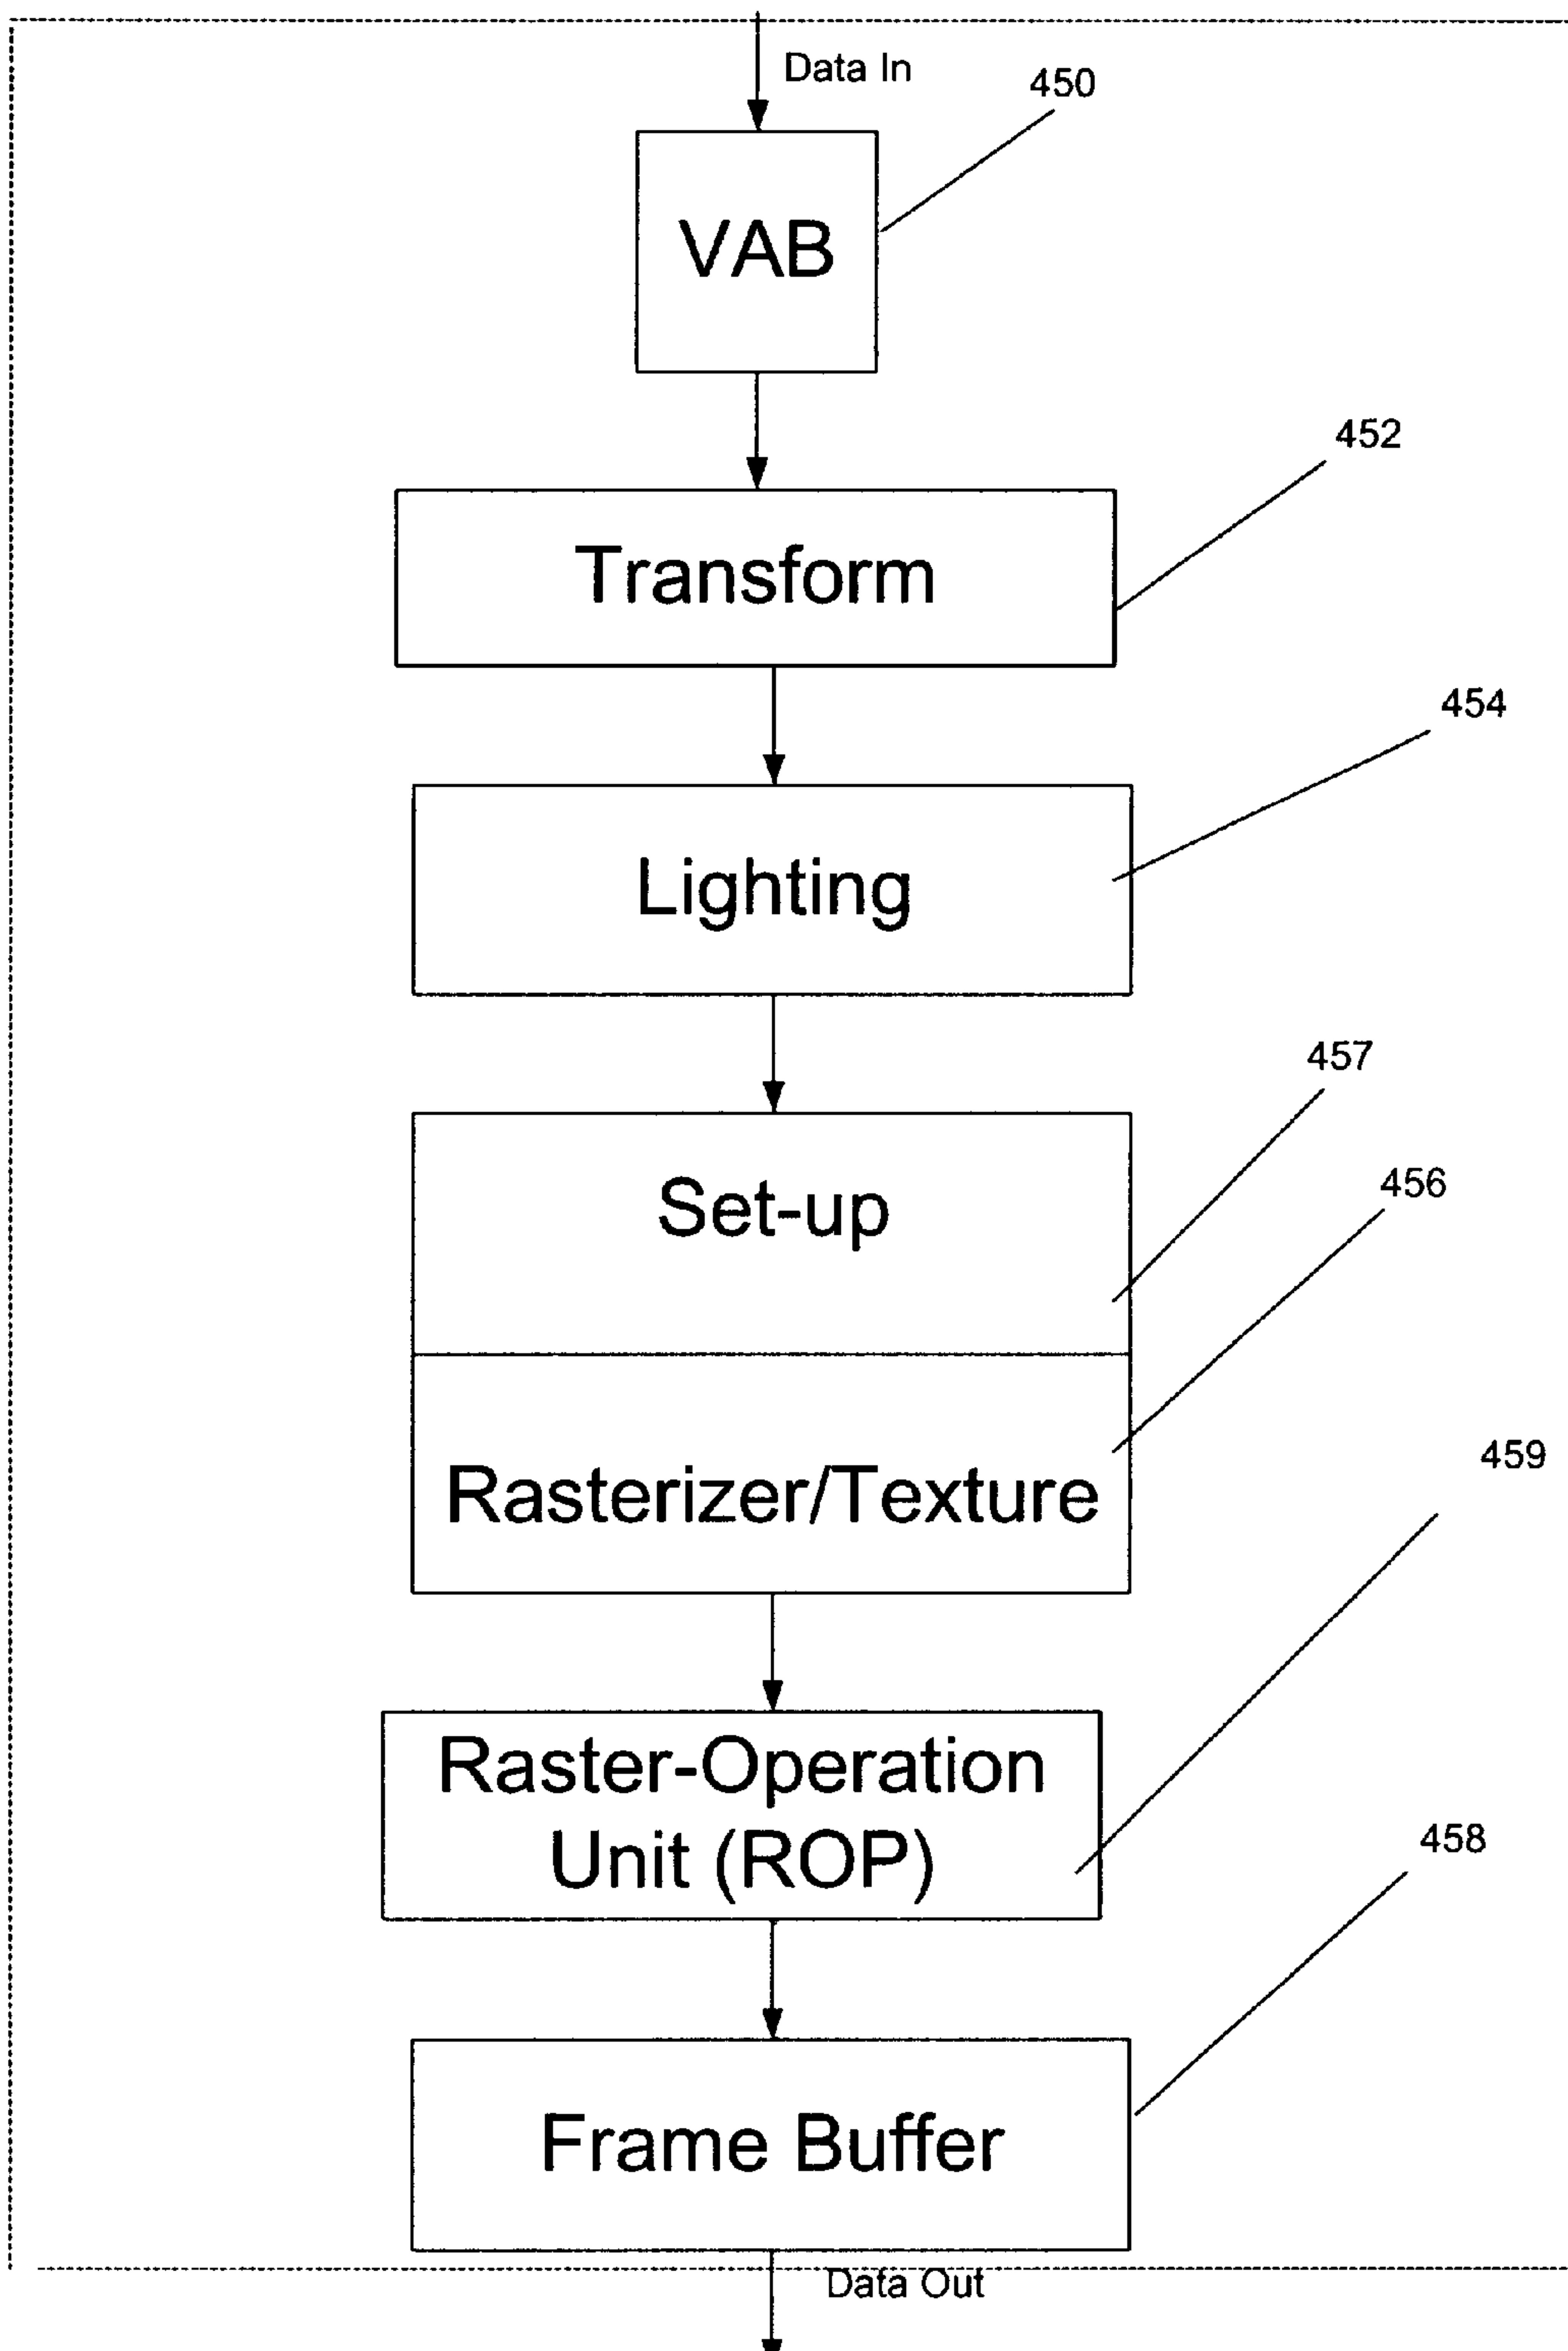 Data In
450
VAB
452
Transform
454
Lighting
457
Set-up
456
Rasterizer/Texture
459
Raster-Operation
Unit (ROP)
458
Frame Buffer
Data Out